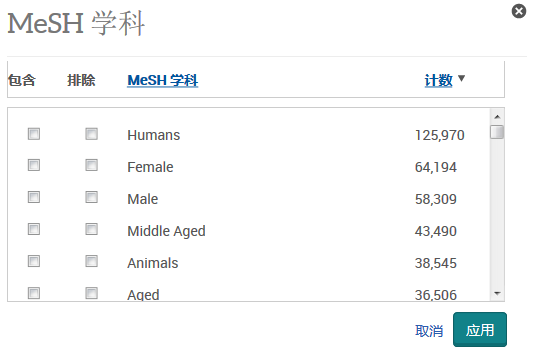 MeSH 学科
包含 排除 MeSH 学科 计数
Humans 125,970
Female 64,194
Male 58,309
Middle Aged 43,490
Animals 38,545
Aged 36,506
取消 应用